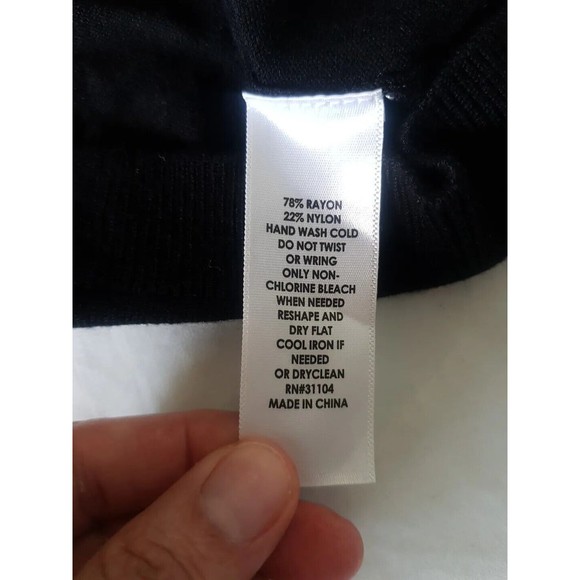 78% RAYON
22% NYLON
HAND WASH COLD
DO NOT TWIST
OR WRING
ONLY NON-
CHLORINE BLEACH
WHEN NEEDED
RESHAPE AND
DRY FLAT
COOL IRON IF
NEEDED
OR DRYCLEAN
RN#31104
MADE IN CHINA